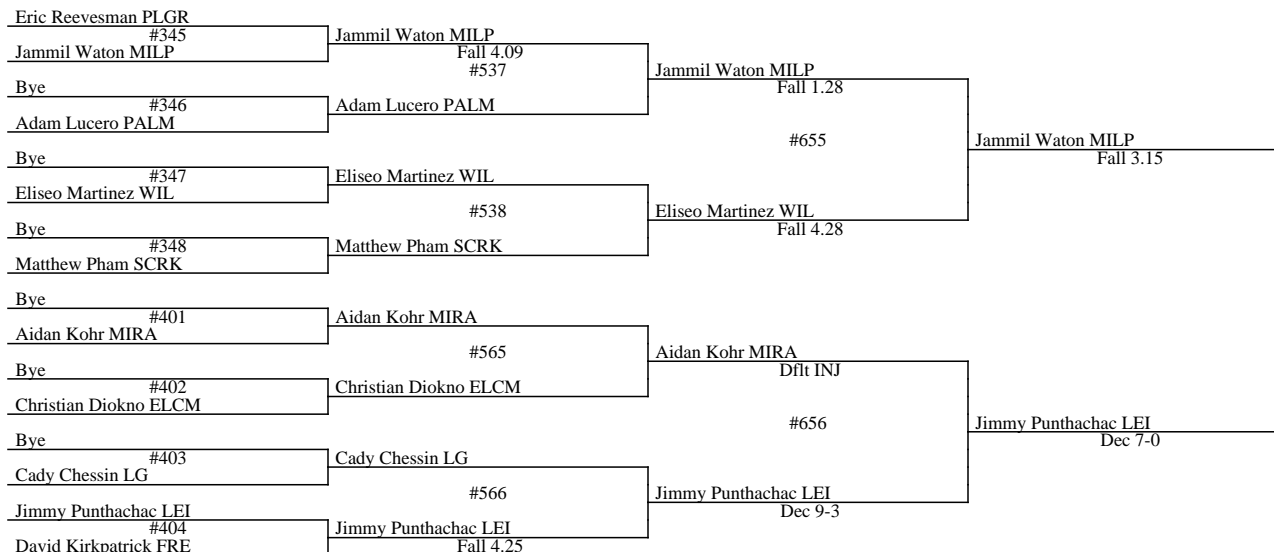 Eric Reevesman PLGR
#345
Jammil Waton MILP
Bye
#346
Adam Lucero PALM
Bye
#347
Eliseo Martinez WIL
Bye
#348
Matthew Pham SCRK
Bye
#401
Aidan Kohr MIRA
Bye
#402
Christian Diokno ELCM
Bye
#403
Cady Chessin LG
Jimmy Punthachac LEI
#404
David Kirkpatrick FRE
Jammil Waton MILP
Fall 4.09
#537
Adam Lucero PALM
Eliseo Martinez WIL
#538
Matthew Pham SCRK
Aidan Kohr MIRA
#565
Christian Diokno ELCM
Cady Chessin LG
#566
Jimmy Punthachac LEI
Fall 4.25
Jammil Waton MILP
Fall 1.28
#655
Eliseo Martinez WIL
Fall 4.28
Aidan Kohr MIRA
Dflt INJ
#656
Jimmy Punthachac LEI
Dec 9-3
Jammil Waton MILP
Fall 3.15
Jimmy Punthachac LEI
Dec 7-0